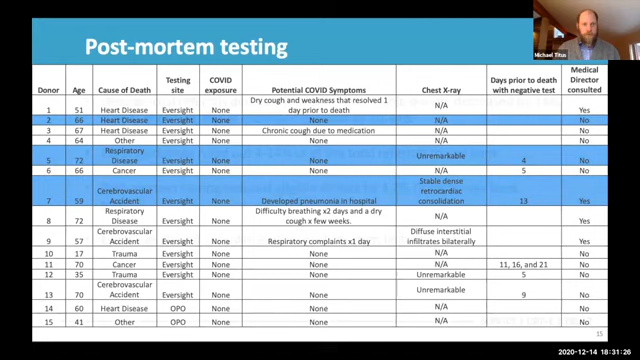 Post-mortem testing
Michael Titus
Donor Age Cause of Death Testing site COVID exposure Potential COVID Symptoms Chest X-ray Days prior to death with negative test Medical Director consulted
1 51 Heart Disease Eversight None Dry cough and weakness that resolved 1 day prior to death N/A Yes
2 66 Heart Disease Eversight None None N/A No
3 67 Heart Disease Eversight None Chronic cough due to medication N/A No
4 64 Other Eversight None None N/A No
5 72 Respiratory Disease Eversight None None Unremarkable 4 No
6 66 Cancer Eversight None None N/A 5 No
7 59 Cerebrovascular Accident Eversight None Developed pneumonia in hospital Stable dense retrocardiac consolidation 13 Yes
8 72 Respiratory Disease Eversight None Difficulty breathing x2 days and a dry cough x few weeks. N/A Yes
9 57 Cerebrovascular Accident Eversight None Respiratory complaints x1 day Diffuse interstitial infiltrates bilaterally Yes
10 17 Trauma Eversight None None N/A No
11 70 Cancer Eversight None None N/A 11, 16, and 21 No
12 35 Trauma Eversight None None Unremarkable 5 No
13 70 Cerebrovascular Accident Eversight None None Unremarkable 9 No
14 60 Heart Disease OPO None None N/A No
15 41 Other OPO None None N/A No
15
2020-12-14 18:31:26